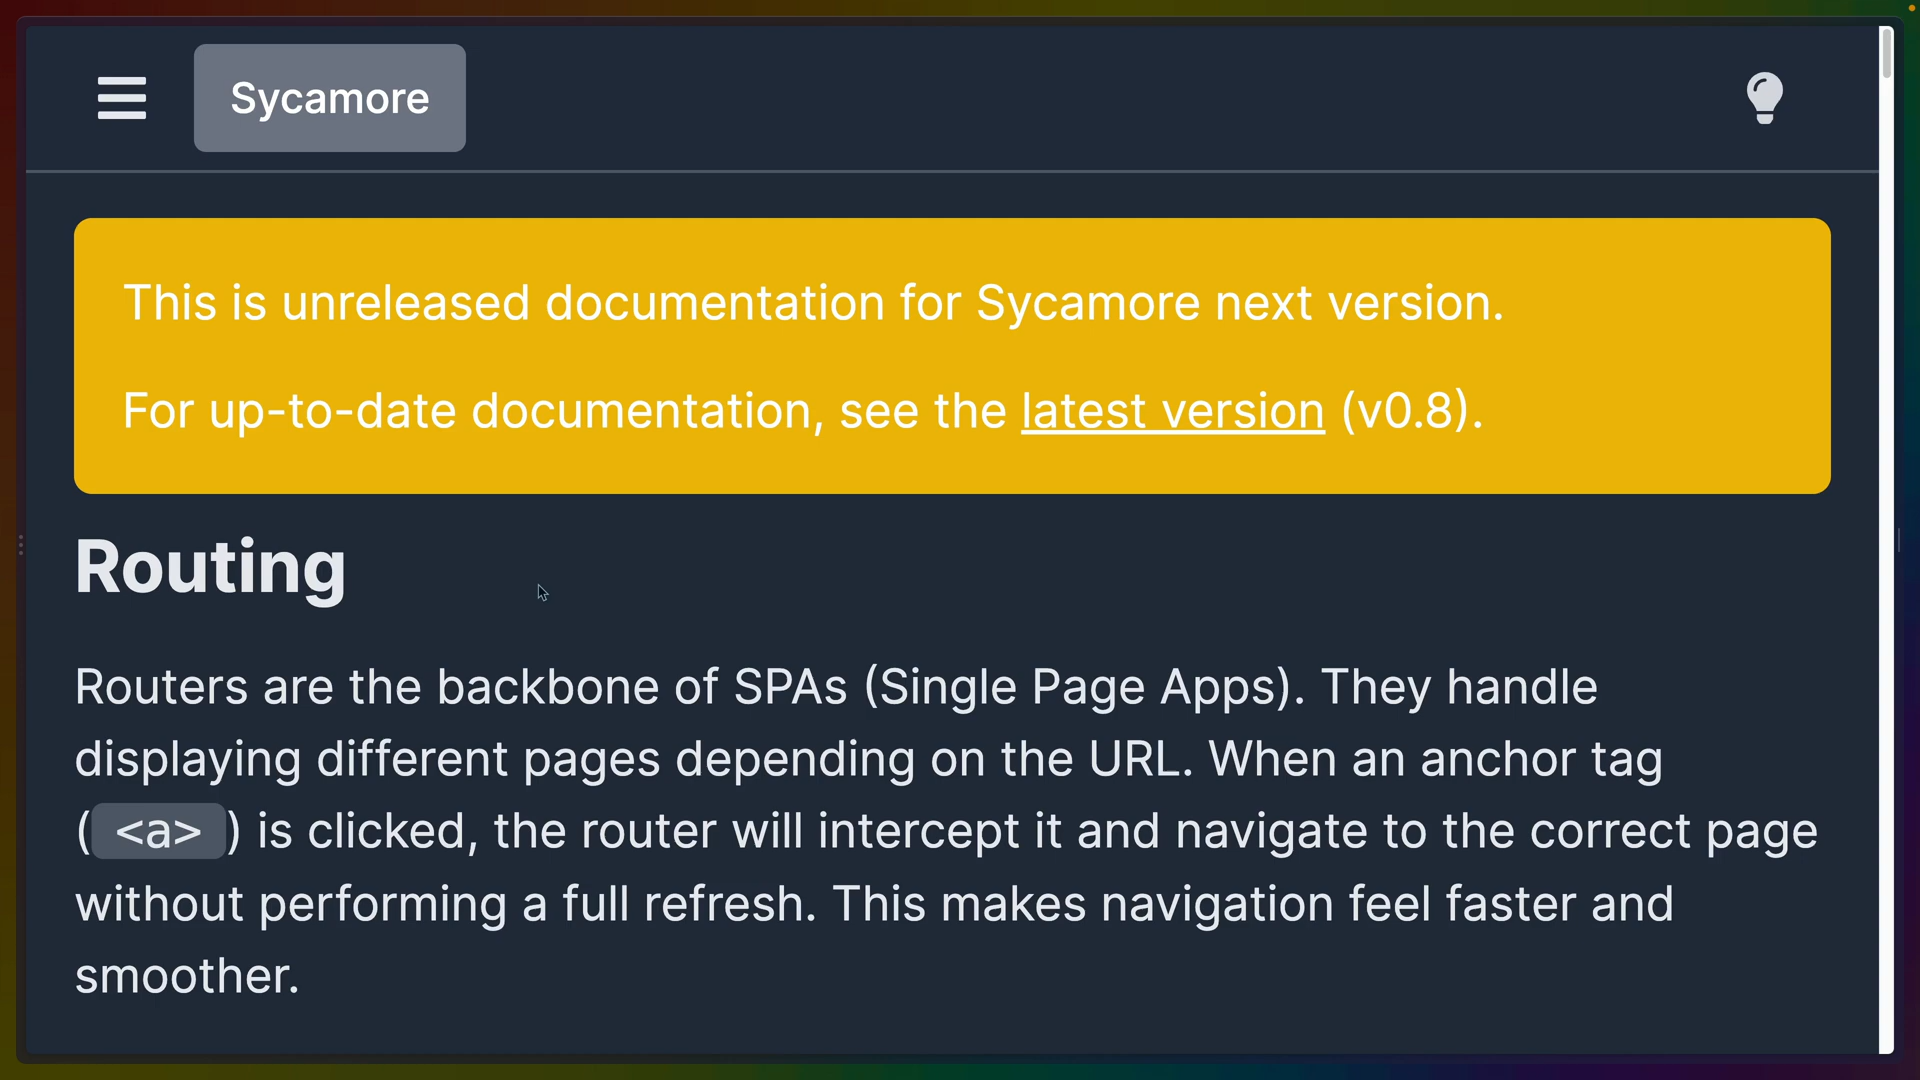 Sycamore
This is unreleased documentation for Sycamore next version.
For up-to-date documentation, see the latest version (v0.8).
Routing
Routers are the backbone of SPAs (Single Page Apps). They handle
displaying different pages depending on the URL. When an anchor tag
( <a> ) is clicked, the router will intercept it and navigate to the correct page
without performing a full refresh. This makes navigation feel faster and
smoother.